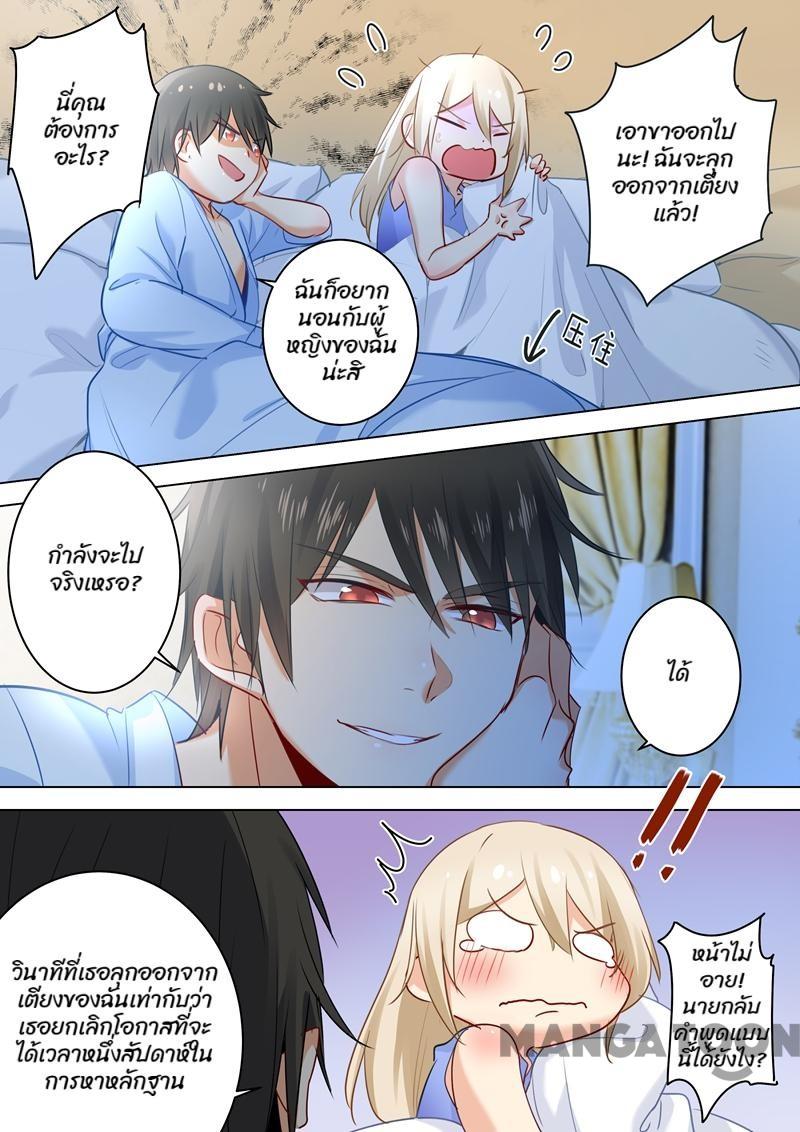 นี่คุณ
ต้องการ
อะไร?
เอาขาออกไป
นะ! ฉันจะลุก
ออกจากเตียง
แล้ว!
ฉันก็อยาก
นอนกับผู้
หญิงของฉัน
น่ะสิ
压住
กำลังจะไป
จริงเหรอ?
ได้
!!
วินาทีที่เธอลุกออกจาก
เตียงของฉันเท่ากับว่า
เธอยกเลิกโอกาสที่จะ
ได้เวลาหนึ่งสัปดาห์ใน
การหาหลักฐาน
หน้าไม่
อาย!
นายกลับ
คำพูดแบบ
นี้ได้ยังไง?
MANGATOON